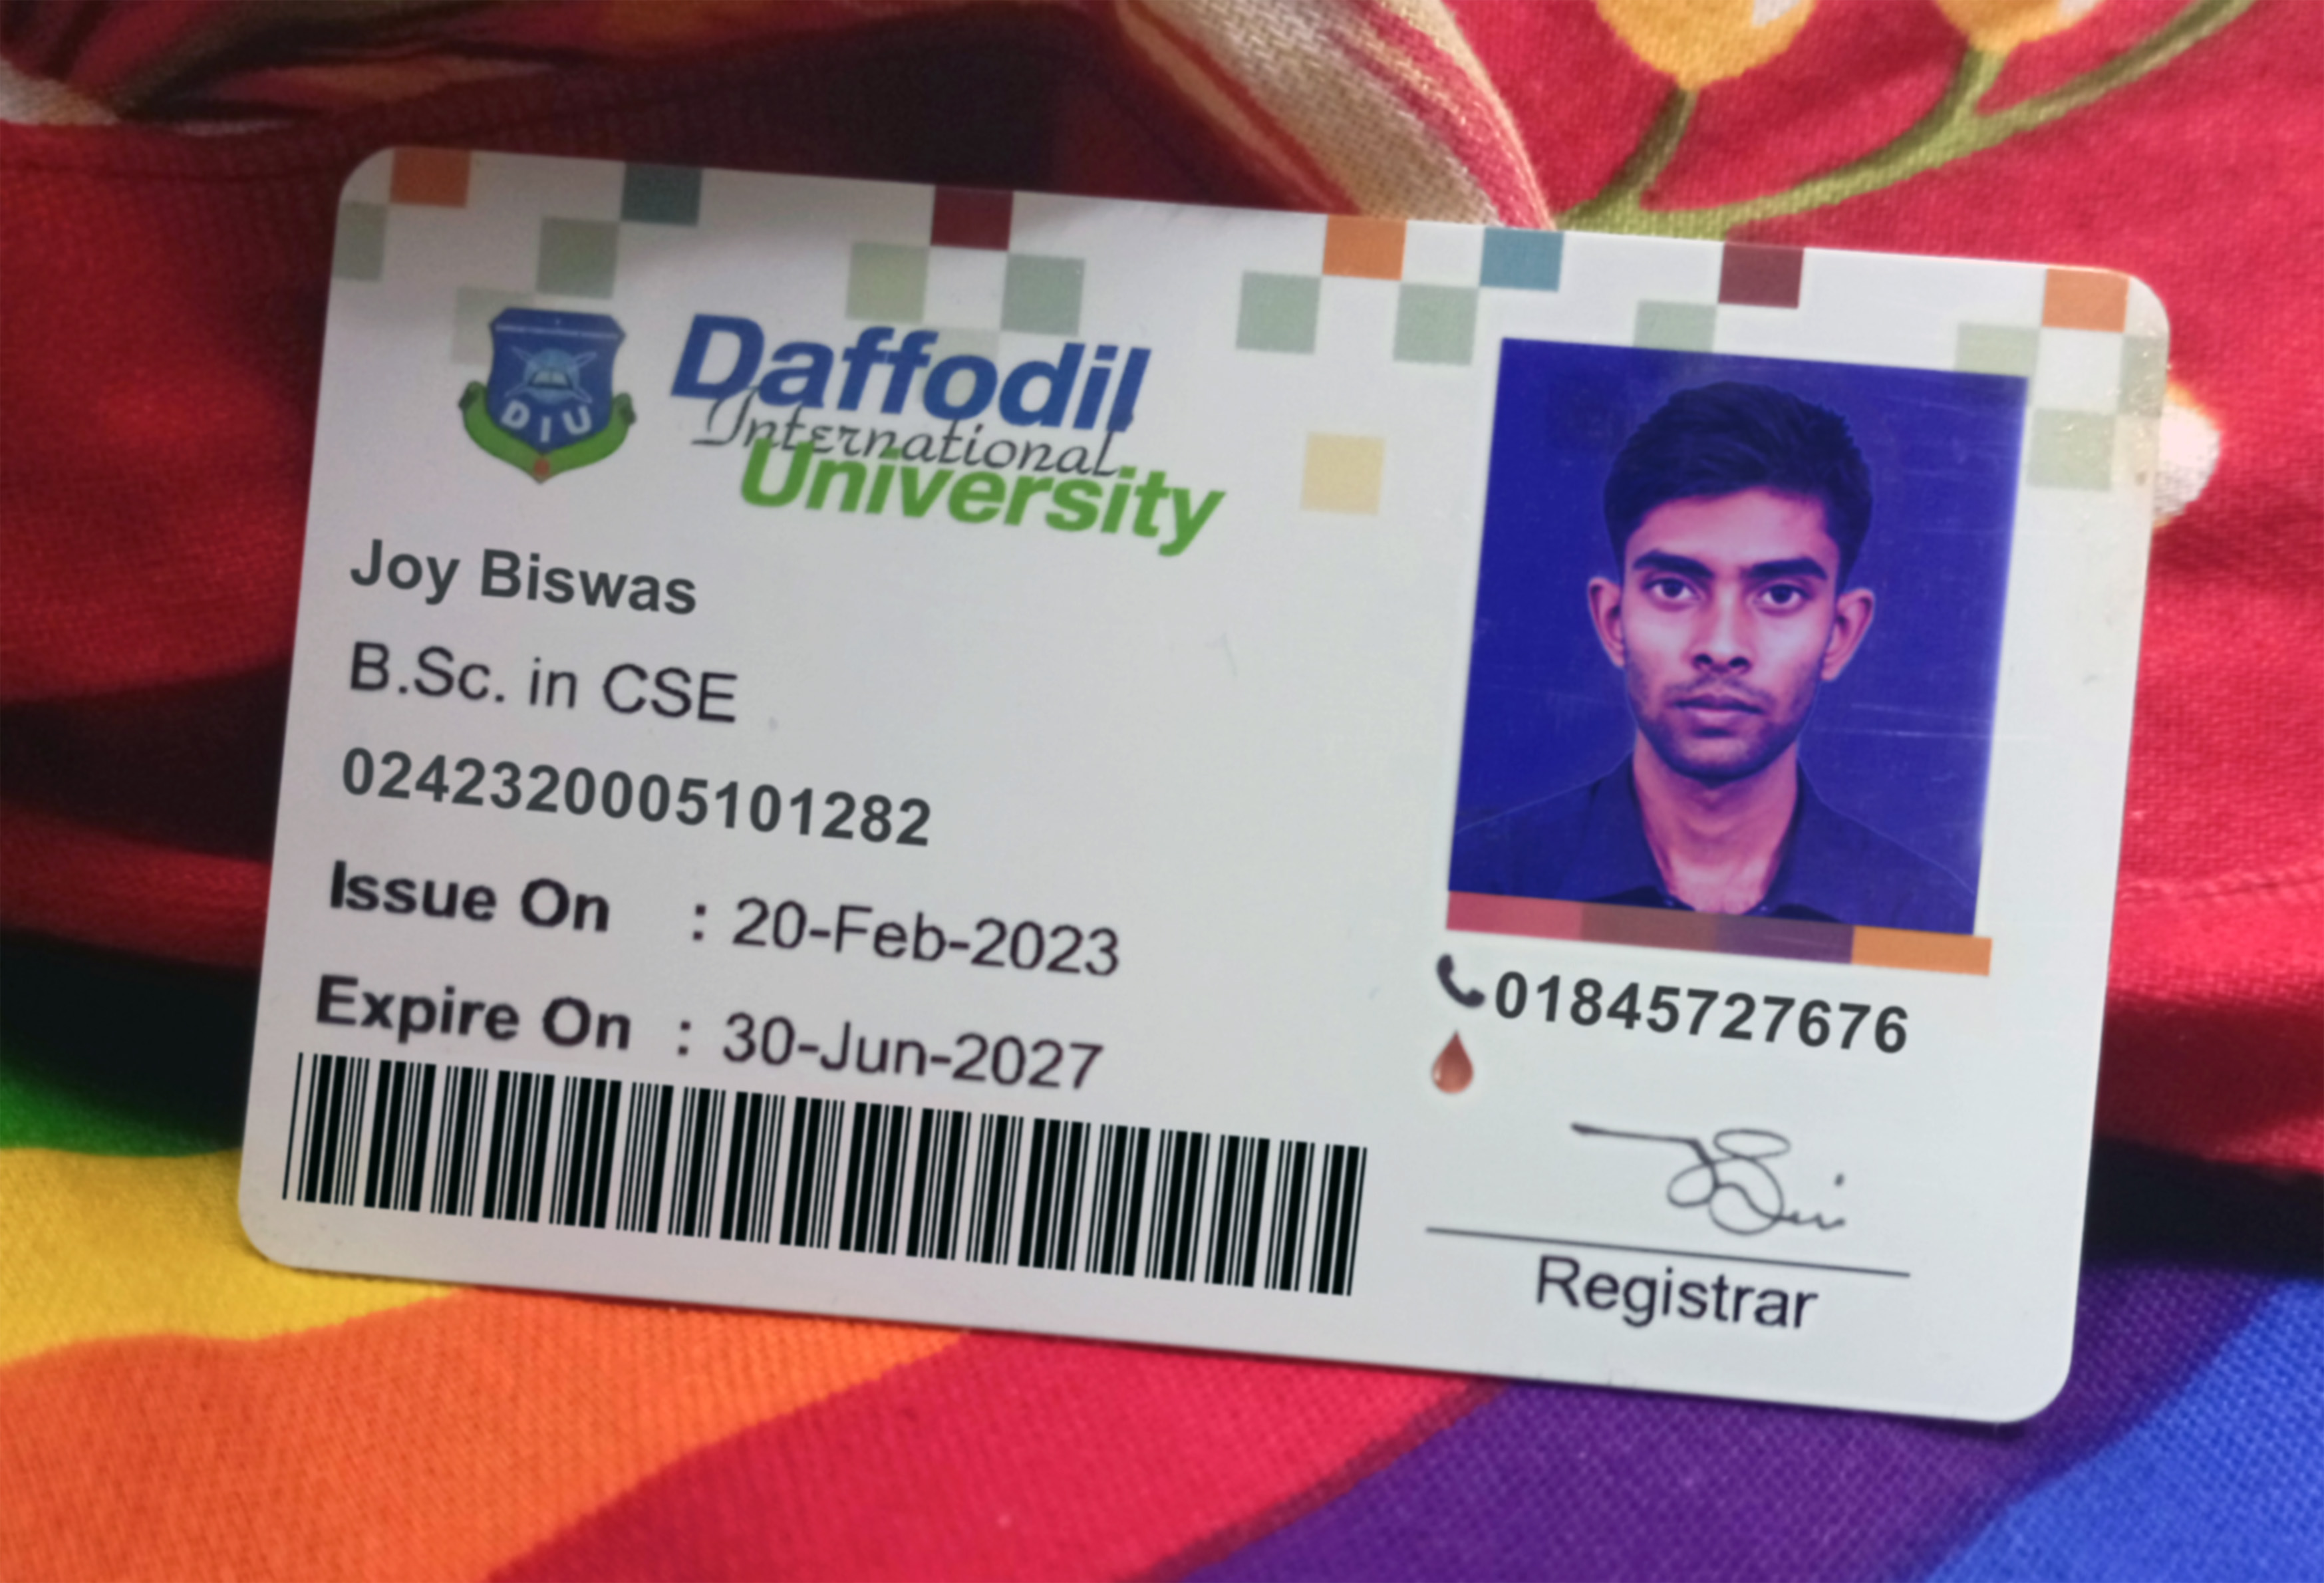 DIU
Daffodil
International
University
Joy Biswas
B.Sc. in CSE
0242320005101282
Issue On : 20-Feb-2023
Expire On : 30-Jun-2027
01845727676
Registrar